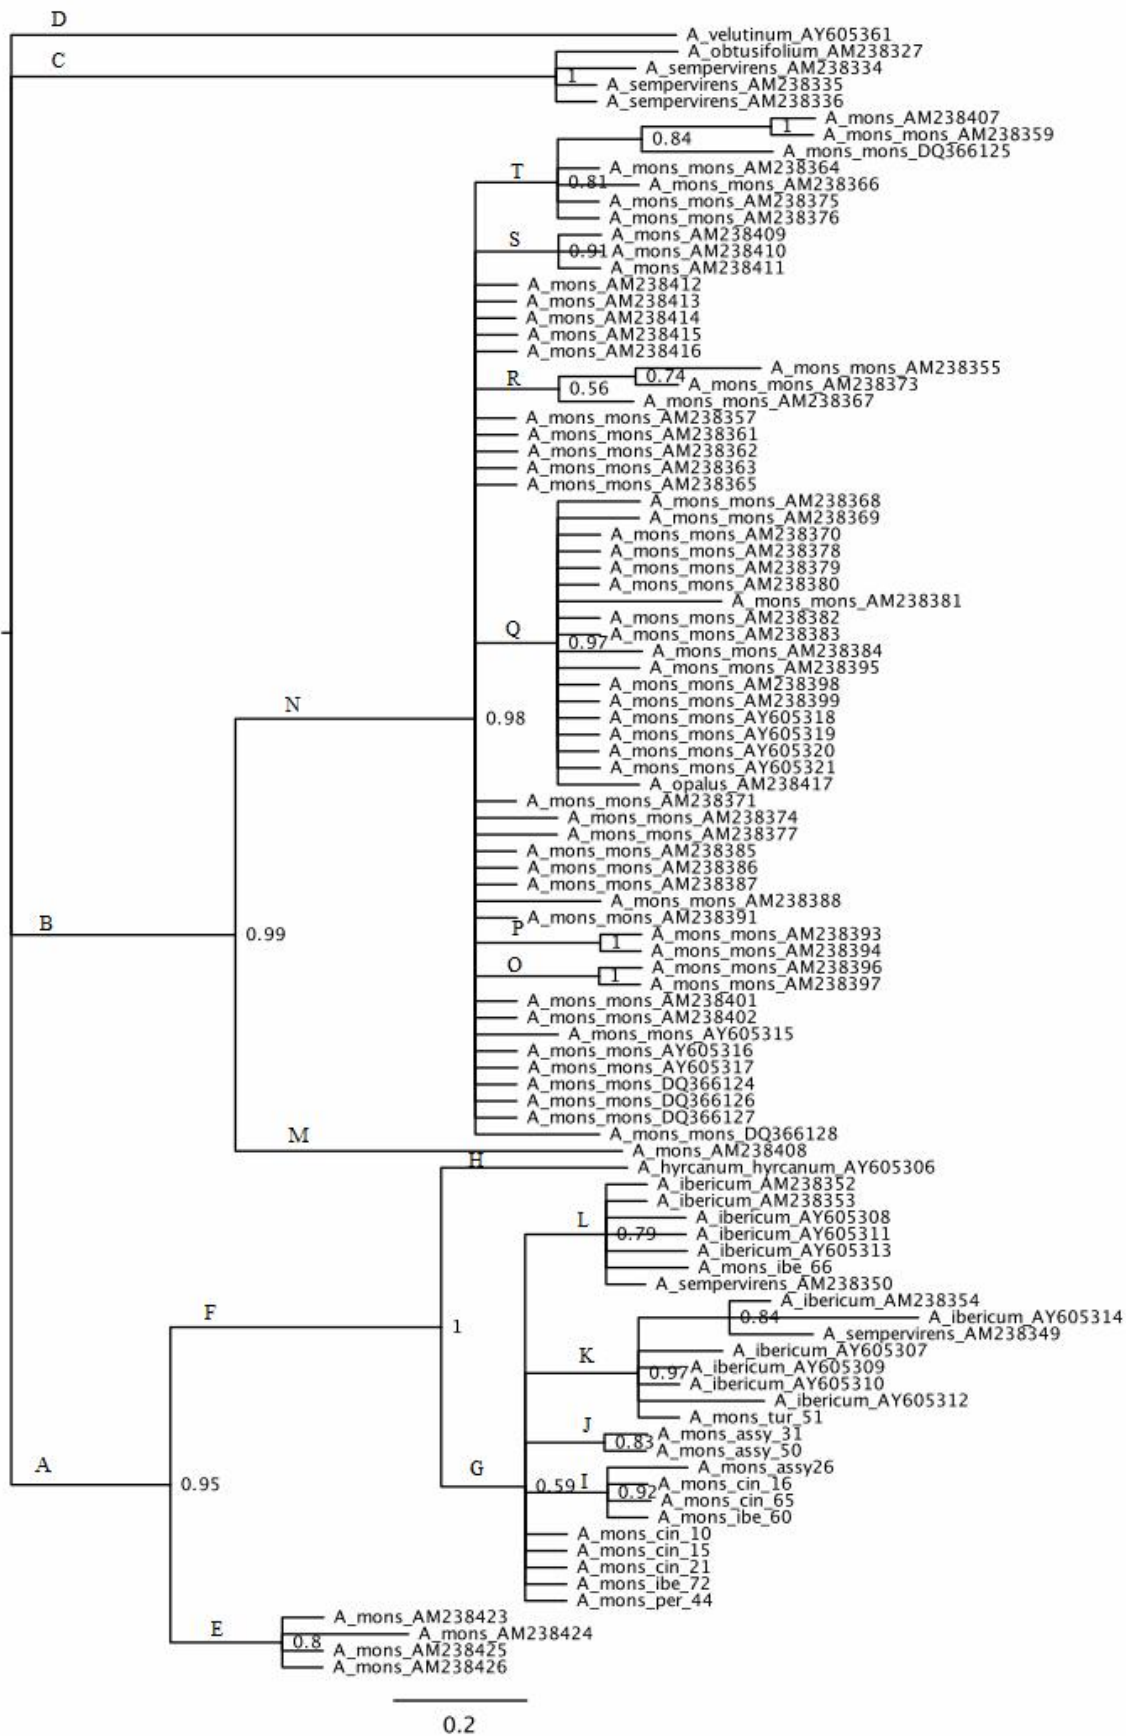 D
A_velutinum_AY605361
C
A_obtusifolium_AM238327
A_sempervirens_AM238334
1
A_sempervirens_AM238335
A_sempervirens_AM238336
A_mons_AM238407
1
A_mons_mons_AM238359
0.84
A_mons_mons_DQ366125
T
A_mons_mons_AM238364
0.81
A_mons_mons_AM238366
A_mons_mons_AM238375
A_mons_mons_AM238376
S
A_mons_AM238409
0.91
A_mons_AM238410
A_mons_AM238411
A_mons_AM238412
A_mons_AM238413
A_mons_AM238414
A_mons_AM238415
A_mons_AM238416
A_mons_mons_AM238355
R
0.74
A_mons_mons_AM238373
0.56
A_mons_mons_AM238367
A_mons_mons_AM238357
A_mons_mons_AM238361
A_mons_mons_AM238362
A_mons_mons_AM238363
A_mons_mons_AM238365
A_mons_mons_AM238368
A_mons_mons_AM238369
A_mons_mons_AM238370
A_mons_mons_AM238378
A_mons_mons_AM238379
A_mons_mons_AM238380
A_mons_mons_AM238381
A_mons_mons_AM238382
Q
A_mons_mons_AM238383
0.97
A_mons_mons_AM238384
A_mons_mons_AM238395
A_mons_mons_AM238398
A_mons_mons_AM238399
N
0.98
A_mons_mons_AY605318
A_mons_mons_AY605319
A_mons_mons_AY605320
A_mons_mons_AY605321
A_opalus_AM238417
A_mons_mons_AM238371
A_mons_mons_AM238374
A_mons_mons_AM238377
A_mons_mons_AM238385
A_mons_mons_AM238386
A_mons_mons_AM238387
A_mons_mons_AM238388
A_mons_mons_AM238391
B
P
0.99
A_mons_mons_AM238393
1
A_mons_mons_AM238394
O
A_mons_mons_AM238396
1
A_mons_mons_AM238397
A_mons_mons_AM238401
A_mons_mons_AM238402
A_mons_mons_AY605315
A_mons_mons_AY605316
A_mons_mons_AY605317
A_mons_mons_DQ366124
A_mons_mons_DQ366126
A_mons_mons_DQ366127
A_mons_mons_DQ366128
M
A_mons_AM238408
H
A_hyrcanum_hyrcanum_AY605306
A_ibericum_AM238352
A_ibericum_AM238353
L
A_ibericum_AY605308
0.79
A_ibericum_AY605311
A_ibericum_AY605313
A_mons_ibe_66
A_sempervirens_AM238350
A_ibericum_AM238354
F
0.84
A_ibericum_AY605314
1
A_sempervirens_AM238349
A_ibericum_AY605307
K
0.97
A_ibericum_AY605309
A_ibericum_AY605310
A_ibericum_AY605312
A_mons_tur_51
J
A_mons_assy_31
0.83
A_mons_assy_50
A
G
A_mons_assy26
0.95
0.59
I
A_mons_cin_16
0.92
A_mons_cin_65
A_mons_ibe_60
A_mons_cin_10
A_mons_cin_15
A_mons_cin_21
A_mons_ibe_72
A_mons_per_44
E
A_mons_AM238423
A_mons_AM238424
0.8
A_mons_AM238425
A_mons_AM238426
0.2